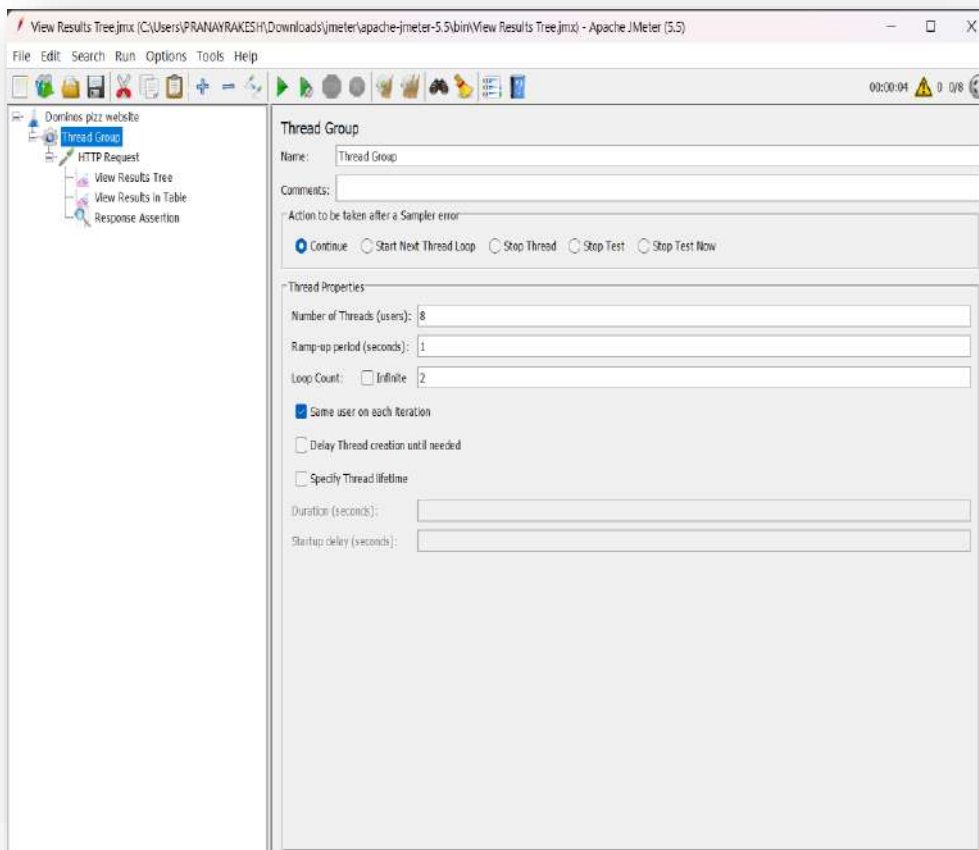 View Results Tree.jmx (C:\Users\PRANAYRAKESH\Downloads\jmeter\apache-jmeter-5.5\bin\View Results Tree.jmx) - Apache JMeter (5.5)
File Edit Search Run Options Tools Help
00:00:04 0 0/8
Dominos pizz website
Thread Group
HTTP Request
View Results Tree
View Results in Table
Response Assertion
Thread Group
Name: Thread Group
Comments:
Action to be taken after a Sampler error
Continue Start Next Thread Loop Stop Thread Stop Test Stop Test Now
Thread Properties
Number of Threads (users): 8
Ramp-up period (seconds): 1
Loop Count: Infinite 2
Same user on each iteration
Delay Thread creation until needed
Specify Thread lifetime
Duration (seconds):
Startup delay (seconds):